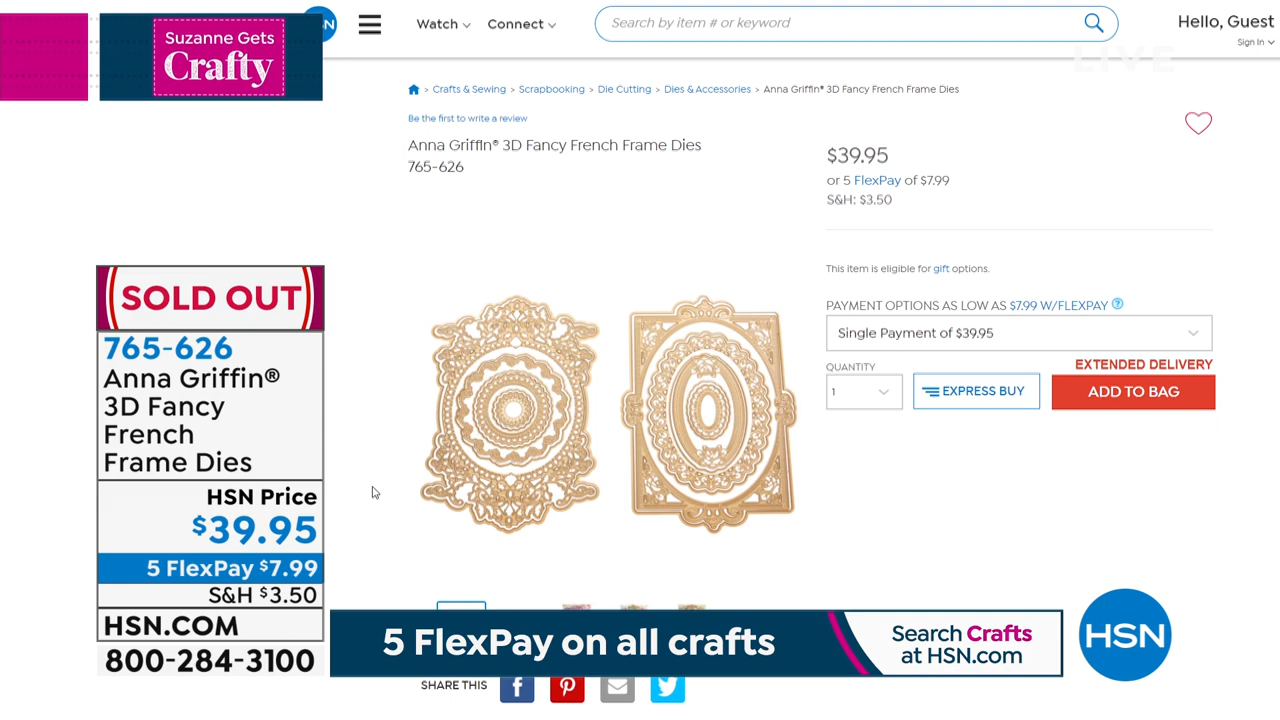 Suzanne Gets
Crafty
Watch
Connect
Search by item # or keyword
Hello, Guest
Sign In
LIVE
> Crafts & Sewing > Scrapbooking > Die Cutting > Dies & Accessories > Anna Griffin® 3D Fancy French Frame Dies
Be the first to write a review
Anna Griffin® 3D Fancy French Frame Dies
765-626
$39.95
or 5 FlexPay of $7.99
S&H: $3.50
This item is eligible for gift options.
PAYMENT OPTIONS AS LOW AS $7.99 W/FLEXPAY ?
Single Payment of $39.95
EXTENDED DELIVERY
QUANTITY
1
EXPRESS BUY
ADD TO BAG
SOLD OUT
765-626
Anna Griffin®
3D Fancy
French
Frame Dies
HSN Price
$39.95
5 FlexPay $7.99
S&H $3.50
HSN.COM
800-284-3100
5 FlexPay on all crafts
Search Crafts
at HSN.com
HSN
SHARE THIS